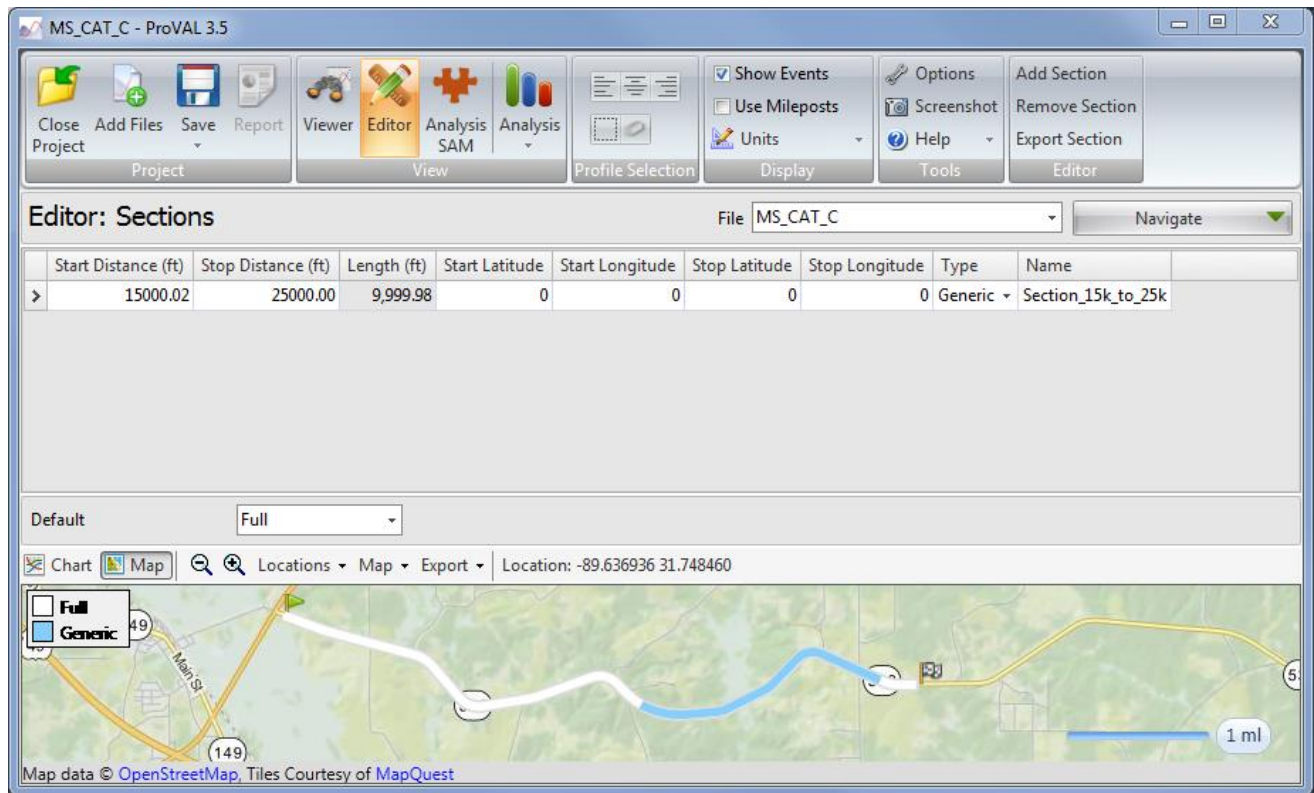 MS_CAT_C - ProVAL 3.5
Close Project
Add Files
Save
Report
Project
Viewer
Editor
Analysis SAM
Analysis
View
Profile Selection
Show Events
Use Mileposts
Units
Display
Options
Screenshot
Help
Tools
Add Section
Remove Section
Export Section
Editor
Editor: Sections
File MS_CAT_C
Navigate
Start Distance (ft) Stop Distance (ft) Length (ft) Start Latitude Start Longitude Stop Latitude Stop Longitude Type Name
15000.02 25000.00 9,999.98 0 0 0 0 Generic Section_15k_to_25k
Default Full
Chart Map Locations Map Export Location: -89.636936 31.748460
Full
Generic
49
Main St
149
1 ml
Map data © OpenStreetMap, Tiles Courtesy of MapQuest